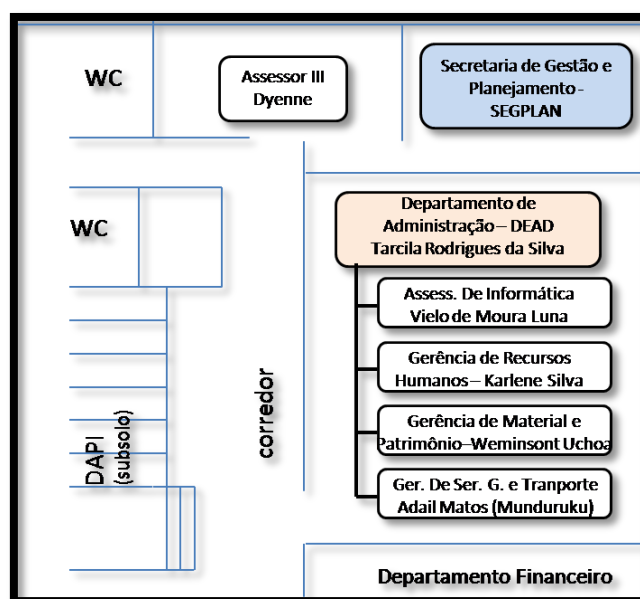 WC
Assessor III
Dyenne
Secretaria de Gestão e
Planejamento -
SEGPLAN
WC
Departamento de
Administração – DEAD
Tarcila Rodrigues da Silva
Assess. De Informática
Vielo de Moura Luna
Gerência de Recursos
Humanos – Karlene Silva
Gerência de Material e
Patrimônio–Weminsont Uchoa
Ger. De Ser. G. e Tranporte
Adail Matos (Munduruku)
corredor
DAPI
(subsolo)
Departamento Financeiro